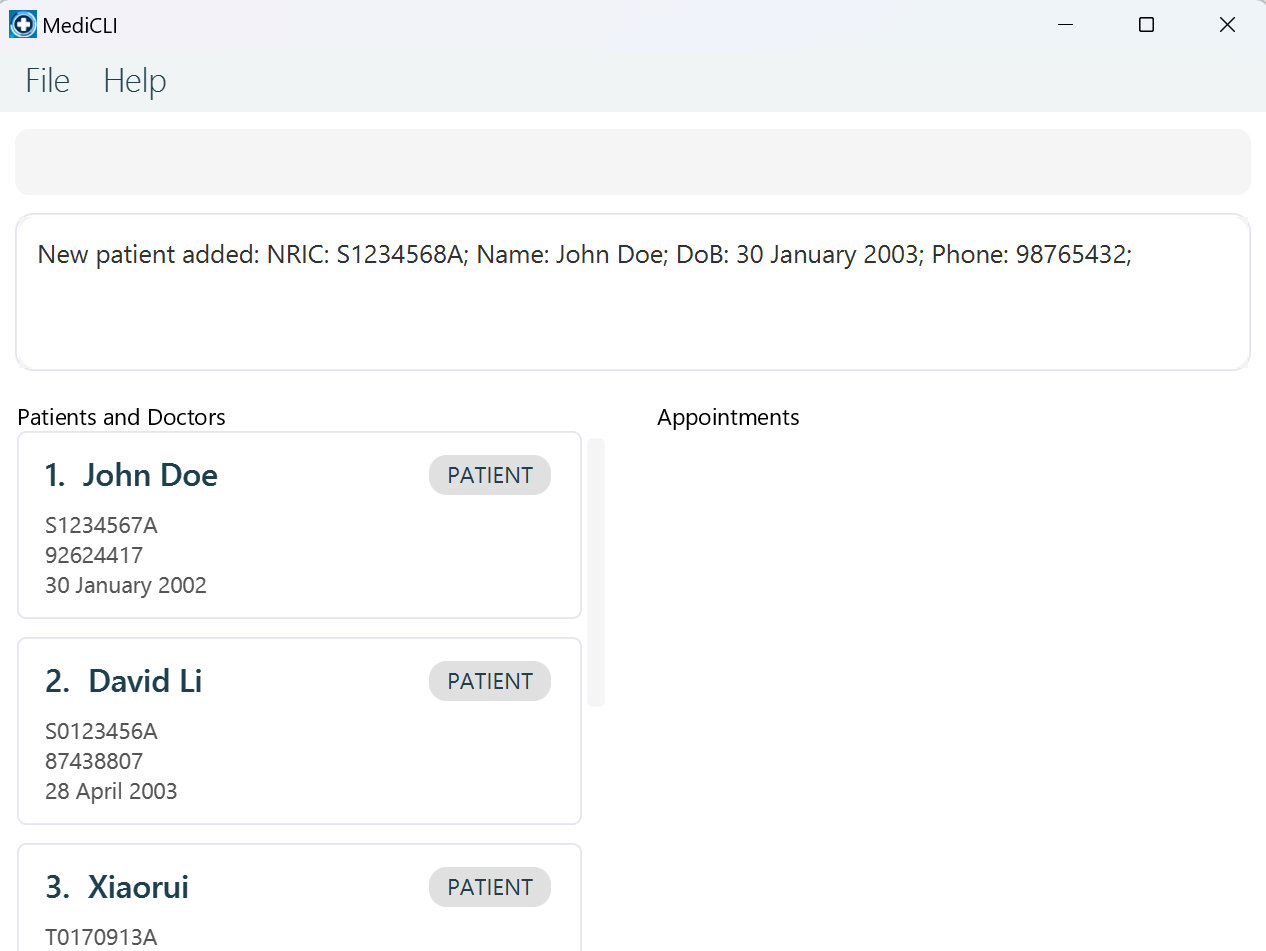 MediCLI
File Help
New patient added: NRIC: S1234568A; Name: John Doe; DoB: 30 January 2003; Phone: 98765432;
Patients and Doctors
Appointments
1. John Doe
PATIENT
S1234567A
92624417
30 January 2002
2. David Li
PATIENT
S0123456A
87438807
28 April 2003
3. Xiaorui
PATIENT
T0170913A